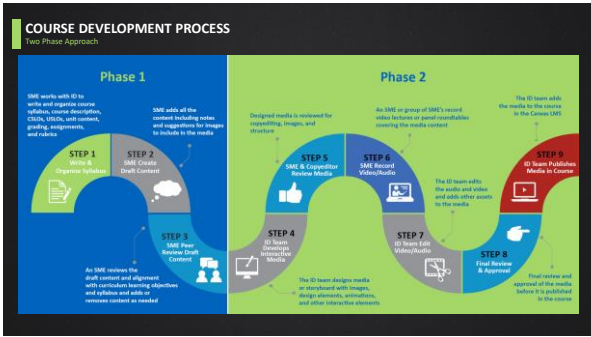 COURSE DEVELOPMENT PROCESS
Two Phase Approach
Phase 1
Phase 2
SME works with ID to
write and organize course
syllabus, course description,
CSLOs, USLOs, unit content,
grading, assignments,
and rubrics
SME adds all the
content including notes
and suggestions for images
to include in the media
STEP 1
Write &
Organize Syllabus
STEP 2
SME Create
Draft Content
STEP 3
SME Peer
Review Draft
Content
An SME reviews the
draft content and alignment
with curriculum learning objectives
and syllabus and adds or
removes content as needed
Designed media is reviewed for
copyediting, images, and
structure
STEP 4
ID Team
Develops
Interactive
Media
The ID team designs media
or storyboard with images,
design elements, animations,
and other interactive elements
STEP 5
SME & Copyeditor
Review Media
An SME or group of SME's record
video lectures or panel roundtables
covering the media content
STEP 6
SME Record
Video/Audio
The ID team edits
the audio and video
and adds other assets
to the media
STEP 7
ID Team Edit
Video/Audio
STEP 8
Final Review
& Approval
Final review and
approval of the media
before it is published
in the course
The ID team adds
the media to the course
in the Canvas LMS
STEP 9
ID Team Publishes
Media in Course